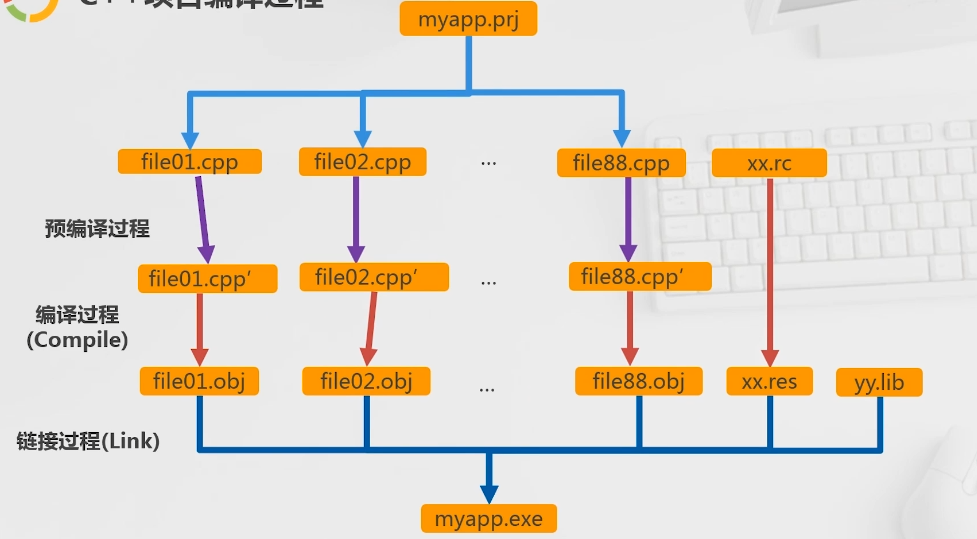 C++项目编译过程
myapp.prj
file01.cpp
file02.cpp
...
file88.cpp
xx.rc
预编译过程
file01.cpp′
file02.cpp′
...
file88.cpp′
编译过程
(Compile)
file01.obj
file02.obj
...
file88.obj
xx.res
yy.lib
链接过程(Link)
myapp.exe